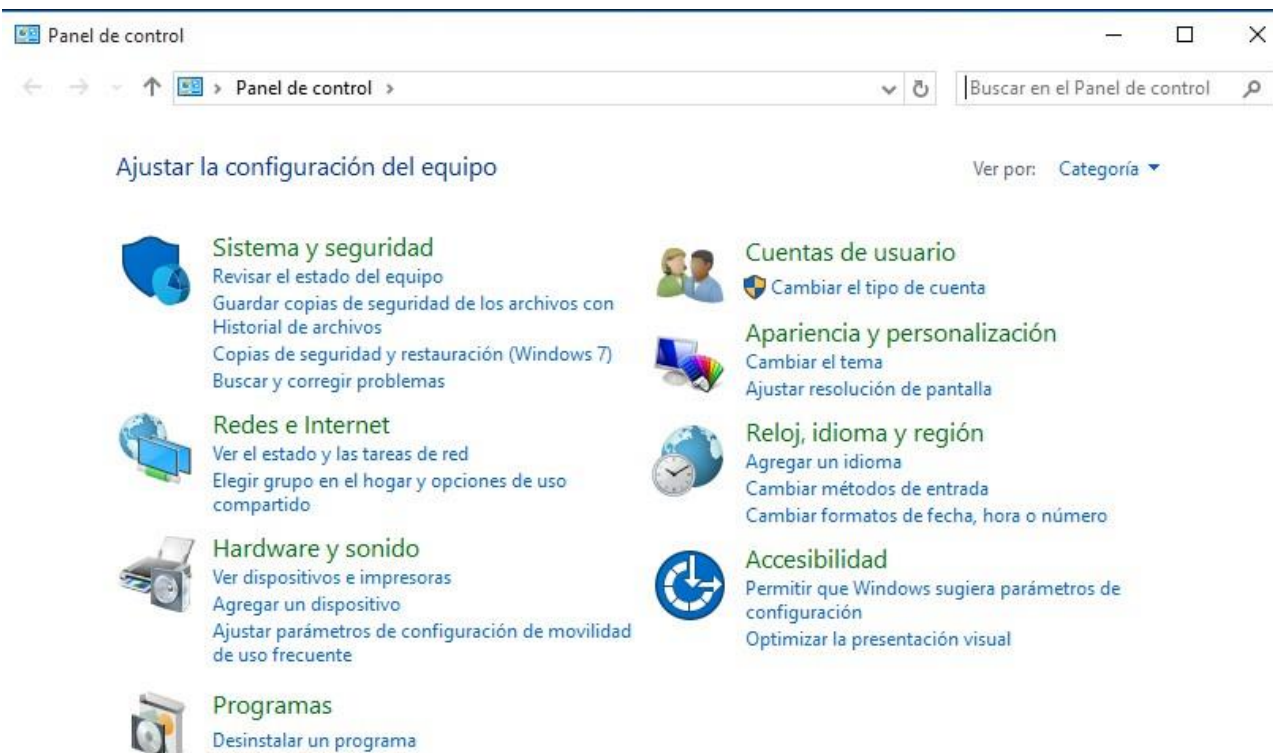 Panel de control
Panel de control
Buscar en el Panel de control
Ajustar la configuración del equipo
Ver por: Categoría
Sistema y seguridad
Revisar el estado del equipo
Guardar copias de seguridad de los archivos con
Historial de archivos
Copias de seguridad y restauración (Windows 7)
Buscar y corregir problemas
Redes e Internet
Ver el estado y las tareas de red
Elegir grupo en el hogar y opciones de uso
compartido
Hardware y sonido
Ver dispositivos e impresoras
Agregar un dispositivo
Ajustar parámetros de configuración de movilidad
de uso frecuente
Programas
Desinstalar un programa
Cuentas de usuario
Cambiar el tipo de cuenta
Apariencia y personalización
Cambiar el tema
Ajustar resolución de pantalla
Reloj, idioma y región
Agregar un idioma
Cambiar métodos de entrada
Cambiar formatos de fecha, hora o número
Accesibilidad
Permitir que Windows sugiera parámetros de
configuración
Optimizar la presentación visual